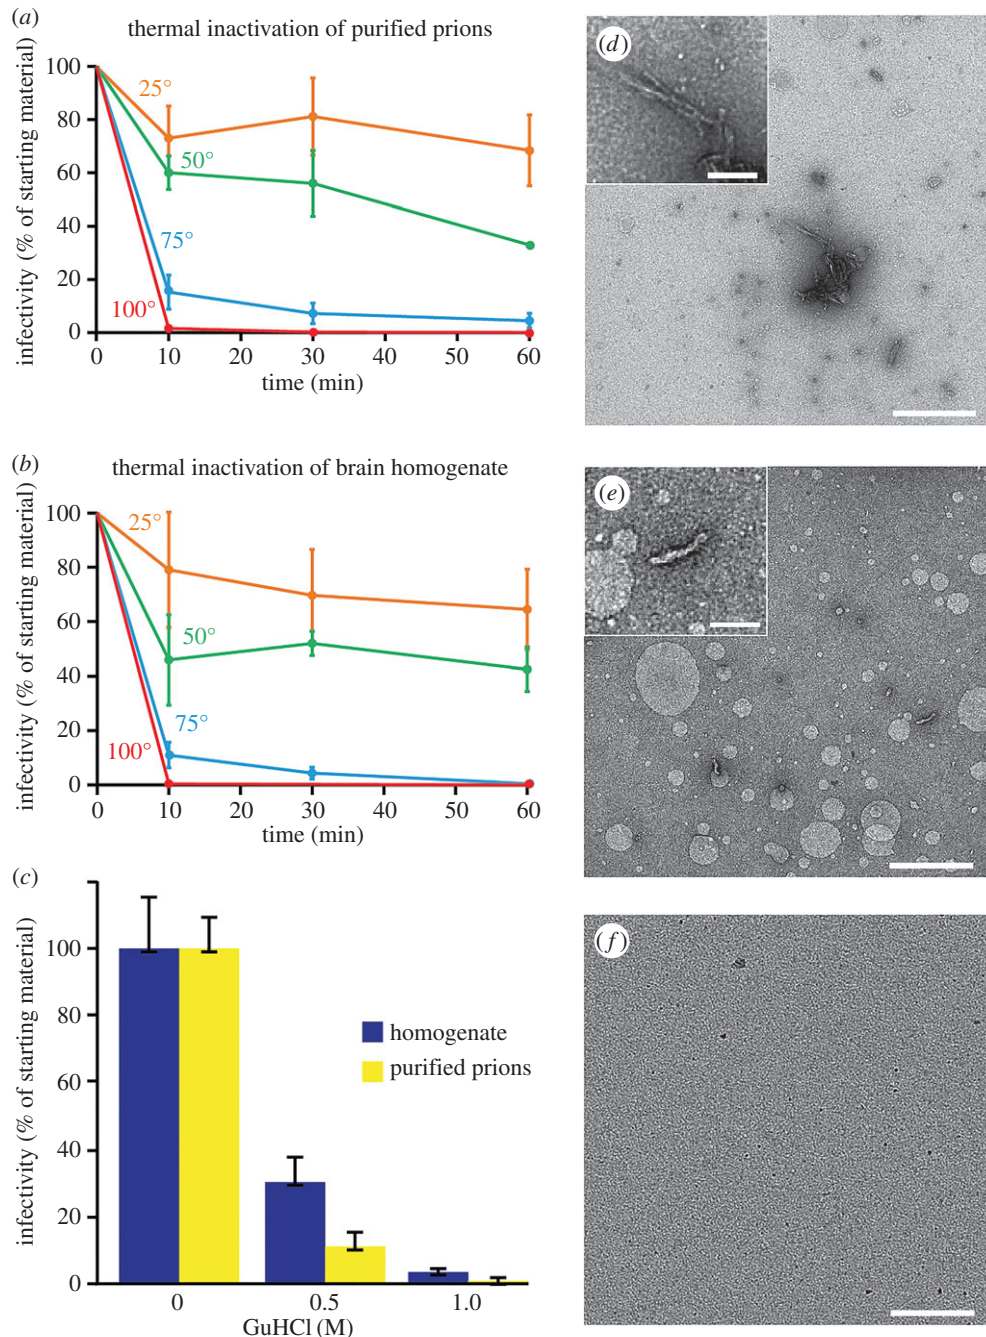 (a)
thermal inactivation of purified prions
infectivity (% of starting material)
100
80
60
40
20
0
25°
50°
75°
100°
0
10
20
30
40
50
60
time (min)
(b)
thermal inactivation of brain homogenate
infectivity (% of starting material)
100
80
60
40
20
0
25°
50°
75°
100°
0
10
20
30
40
50
60
time (min)
(c)
infectivity (% of starting material)
100
80
60
40
20
0
homogenate
purified prions
0
0.5
1.0
GuHCl (M)
(d)
(e)
(f)